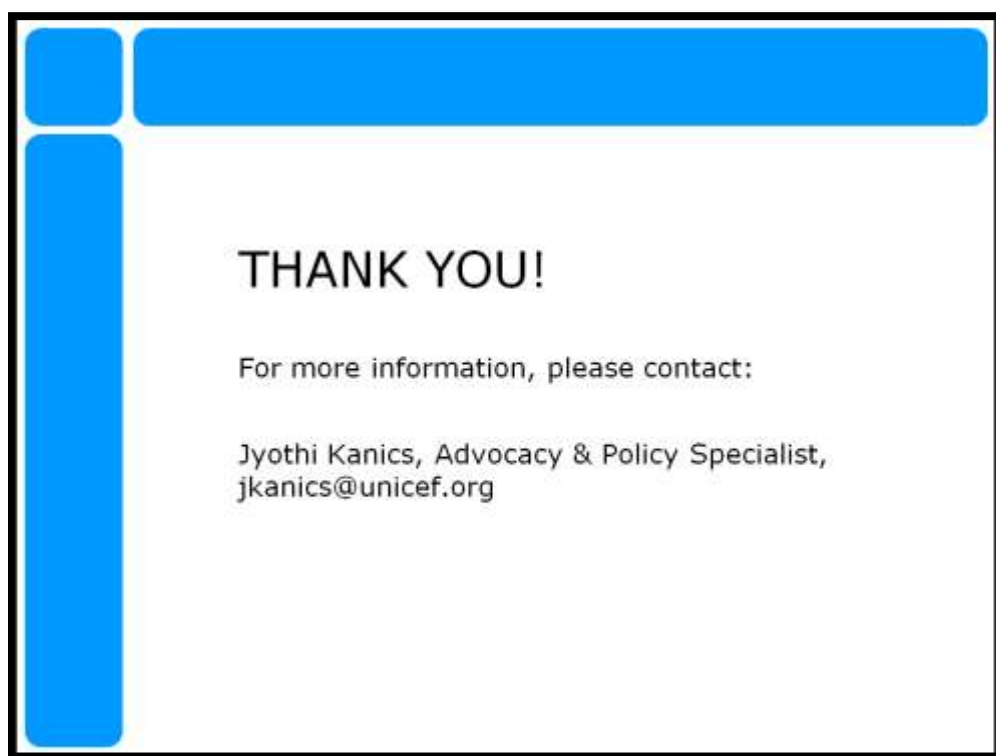 THANK YOU!
For more information, please contact:
Jyothi Kanics, Advocacy & Policy Specialist,
jkanics@unicef.org